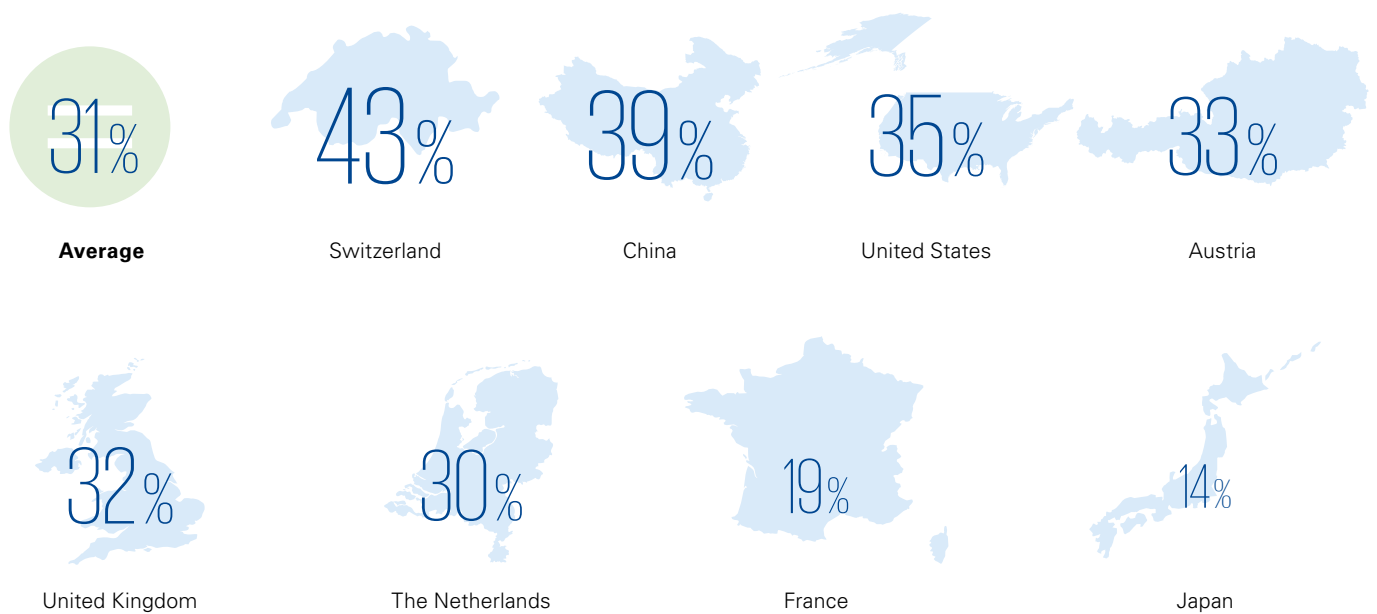 31%
43%
39%
35%
33%
Average
Switzerland
China
United States
Austria
32%
30%
19%
14%
United Kingdom
The Netherlands
France
Japan